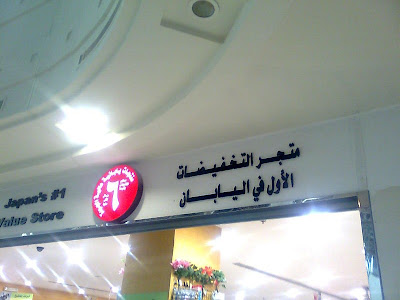 Japan's #1
Value Store
متجر التخفيضات
الأول في اليابان